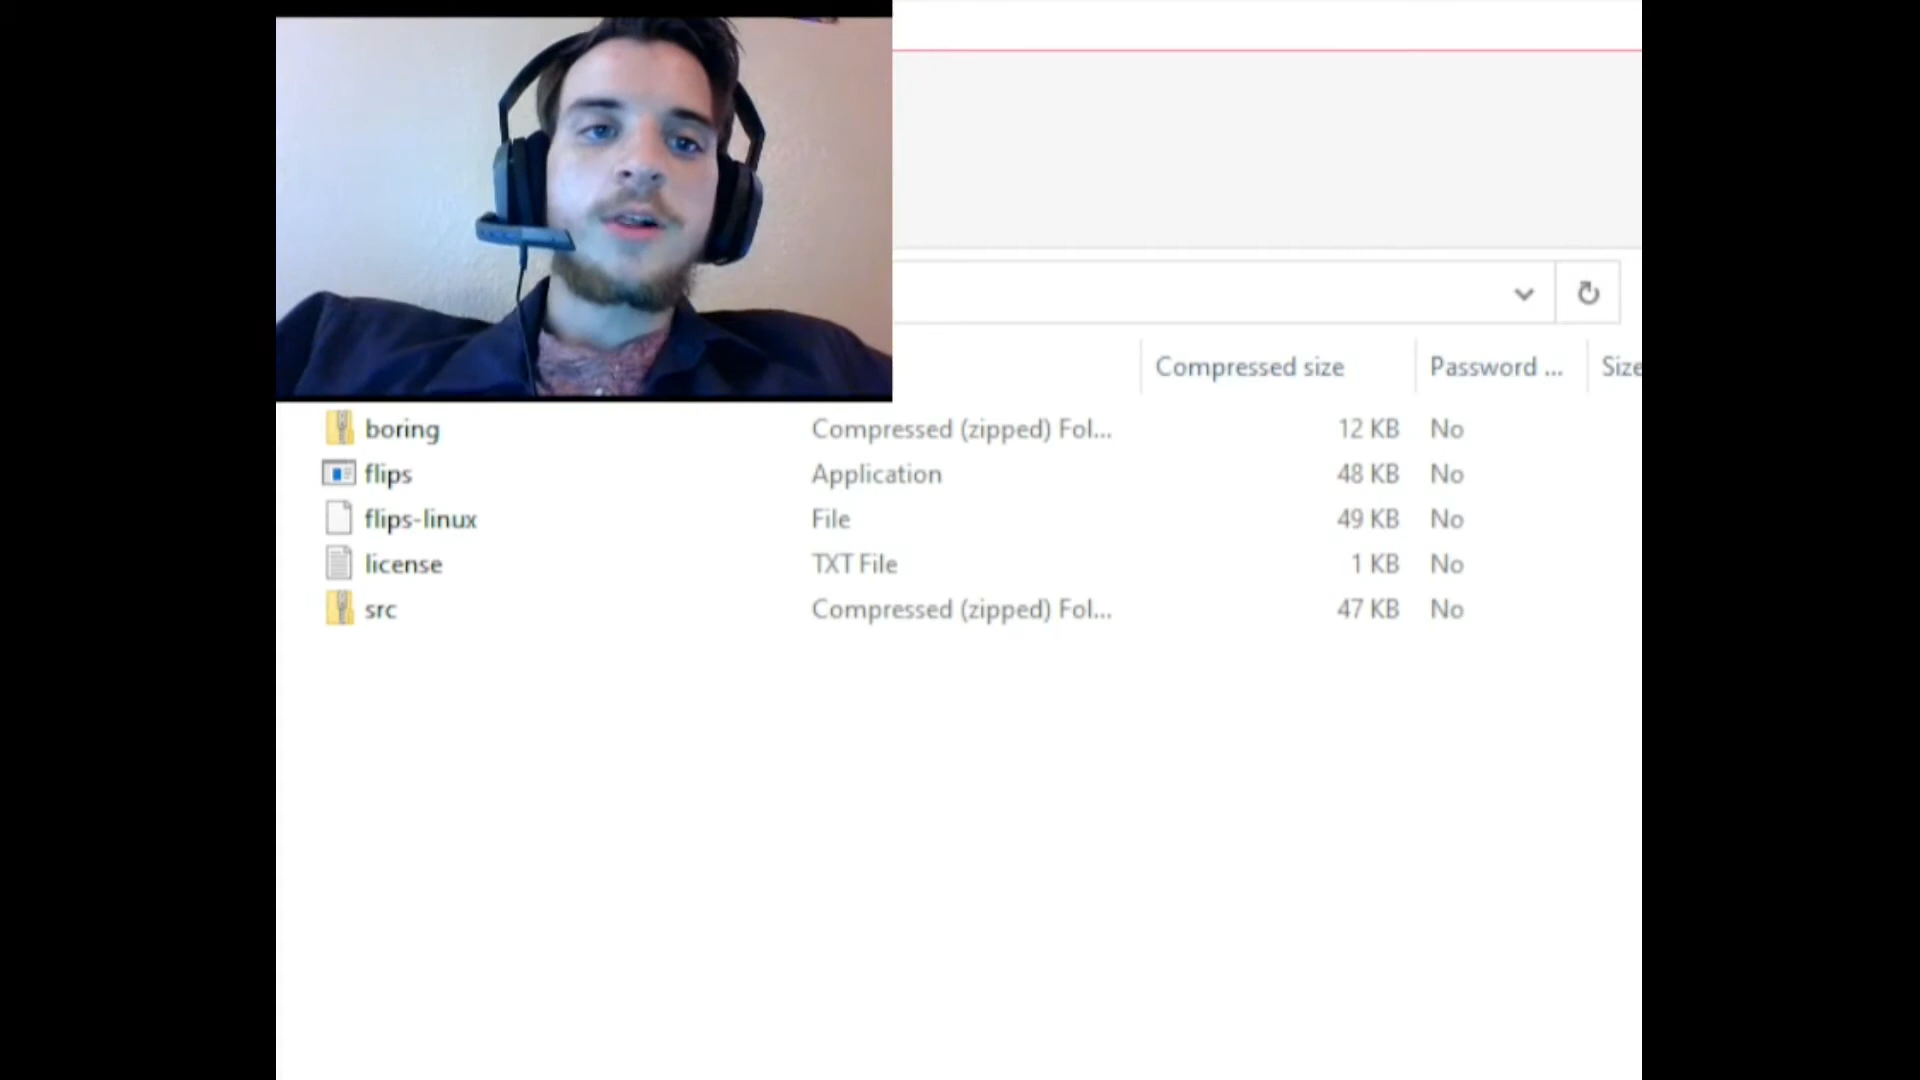 Compressed size Password ... Size
boring Compressed (zipped) Fol... 12 KB No
flips Application 48 KB No
flips-linux File 49 KB No
license TXT File 1 KB No
src Compressed (zipped) Fol... 47 KB No